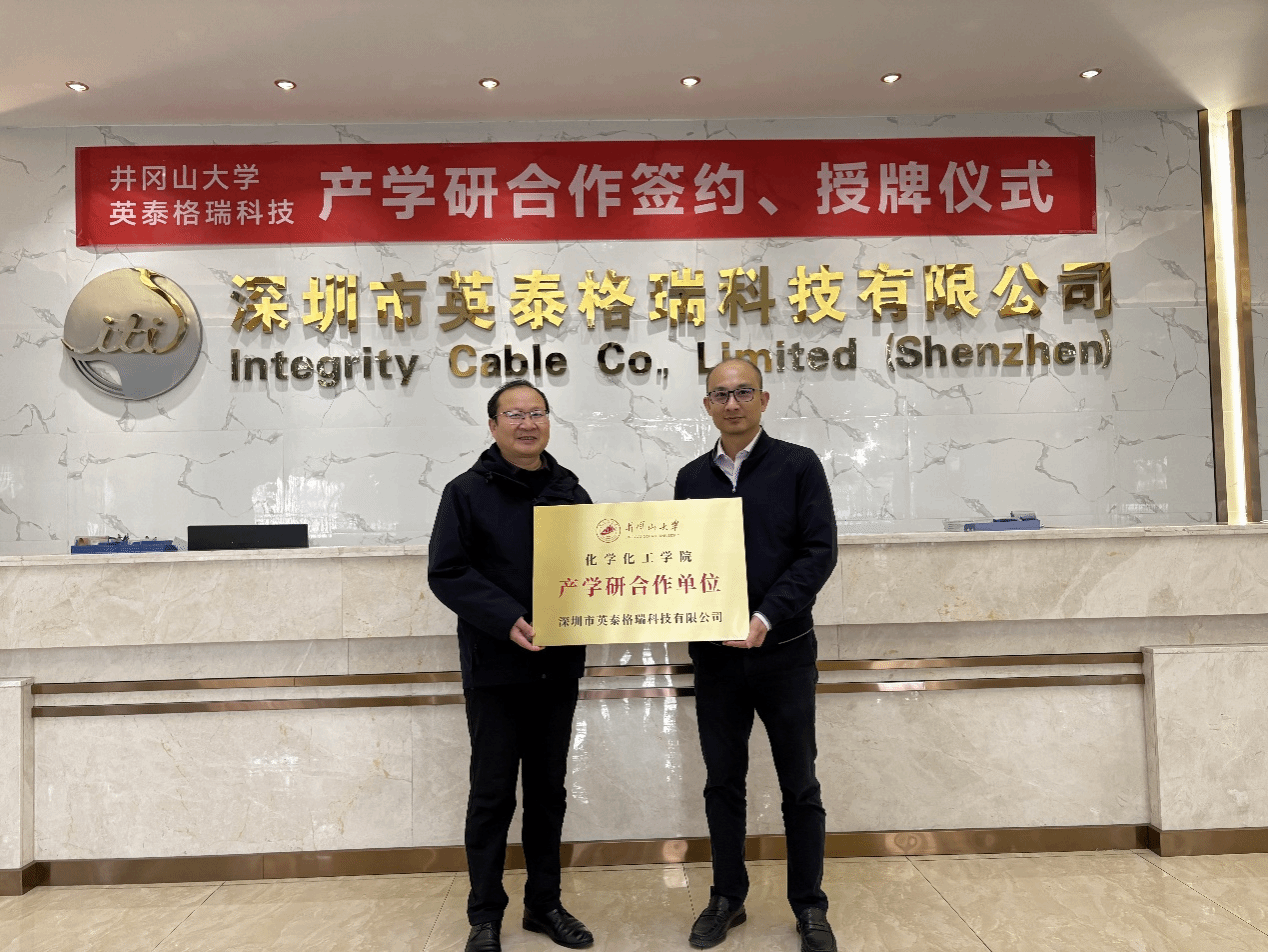 井冈山大学
英泰格瑞科技
产学研合作签约、授牌仪式
iti
深圳市英泰格瑞科技有限公司
Integrity Cable Co., Limited (Shenzhen)
井冈山大学
化学化工学院
产学研合作单位
深圳市英泰格瑞科技有限公司